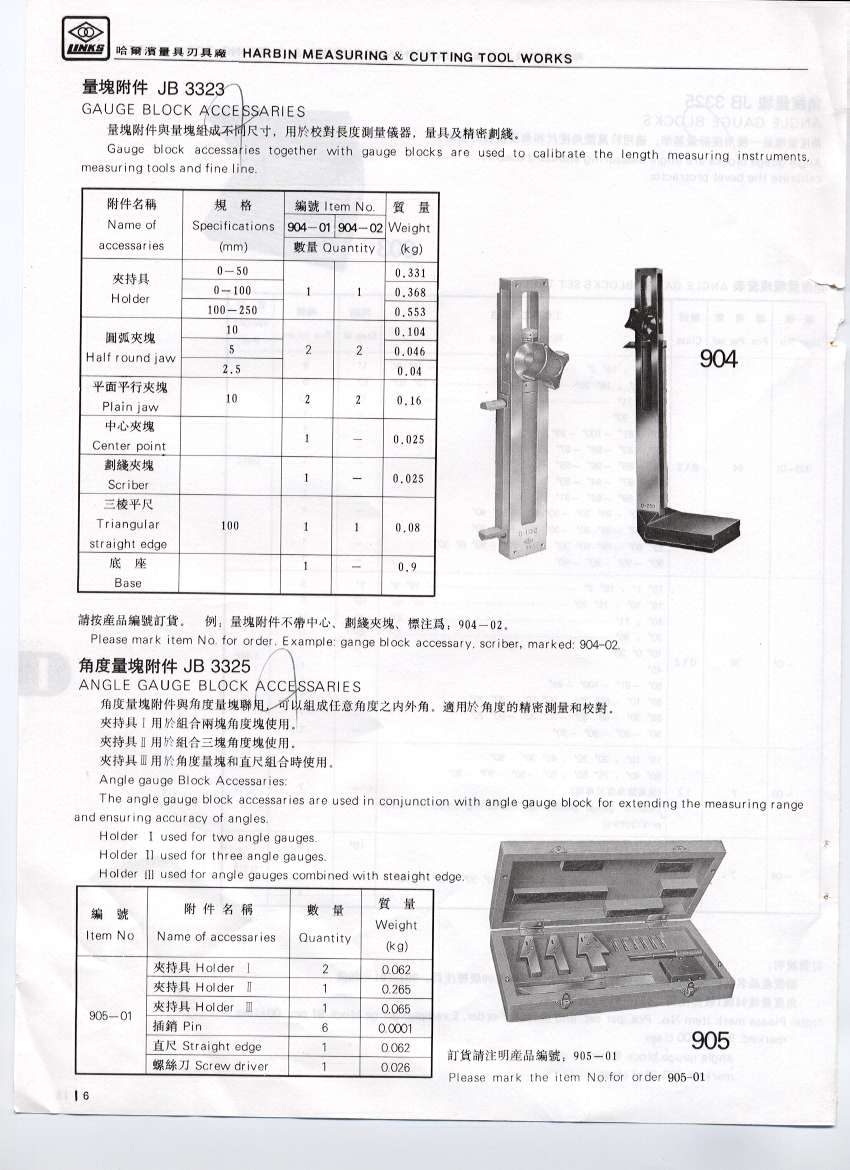 LINKS
哈爾濱量具刃具廠 HARBIN MEASURING & CUTTING TOOL WORKS
量塊附件 JB 3323
GAUGE BLOCK ACCESSARIES
量塊附件與量塊組成不同尺寸，用於校對長度測量儀器，量具及精密劃綫。
Gauge block accessaries together with gauge blocks are used to calibrate the length measuring instruments,
measuring tools and fine line.
附件名稱 規 格 編號 Item No. 質 量
Name of Specifications 904—01 904—02 Weight
accessaries (mm) 數量 Quantity (kg)
夾持具 Holder 0—50 0.331
0—100 1 1 0.368
100—250 0.553
圓弧夾塊 Half round jaw 10 0.104
5 2 2 0.046
2.5 0.04
平面平行夾塊 Plain jaw 10 2 2 0.16
中心夾塊 Center point 1 — 0.025
劃綫夾塊 Scriber 1 — 0.025
三棱平尺 Triangular straight edge 100 1 1 0.08
底 座 Base 1 — 0.9
904
請按産品編號訂貨。 例：量塊附件不帶中心、劃綫夾塊、標注爲：904—02。
Please mark item No. for order. Example: gange block accessary. scriber, marked: 904-02.
角度量塊附件 JB 3325
ANGLE GAUGE BLOCK ACCESSARIES
角度量塊附件與角度量塊聯用，可以組成任意角度之内外角。適用於角度的精密測量和校對。
夾持具Ⅰ用於組合兩塊角度塊使用。
夾持具Ⅱ用於組合三塊角度塊使用。
夾持具Ⅲ用於角度量塊和直尺組合時使用。
Angle gauge Block Accessaries:
The angle gauge block accessaries are used in conjunction with angle gauge block for extending the measuring range
and ensuring accuracy of angles.
Holder Ⅰ used for two angle gauges.
Holder Ⅱ used for three angle gauges.
Holder Ⅲ used for angle gauges combined with steaight edge.
編 號 附 件 名 稱 數 量 質 量
Item No Name of accessaries Quantity Weight (kg)
905—01 夾持具 Holder Ⅰ 2 0.062
夾持具 Holder Ⅱ 1 0.265
夾持具 Holder Ⅲ 1 0.065
插銷 Pin 6 0.0001
直尺 Straight edge 1 0.062
螺絲刀 Screw driver 1 0.026
905
訂貨請注明産品編號：905—01
Please mark the item No. for order 905-01
6